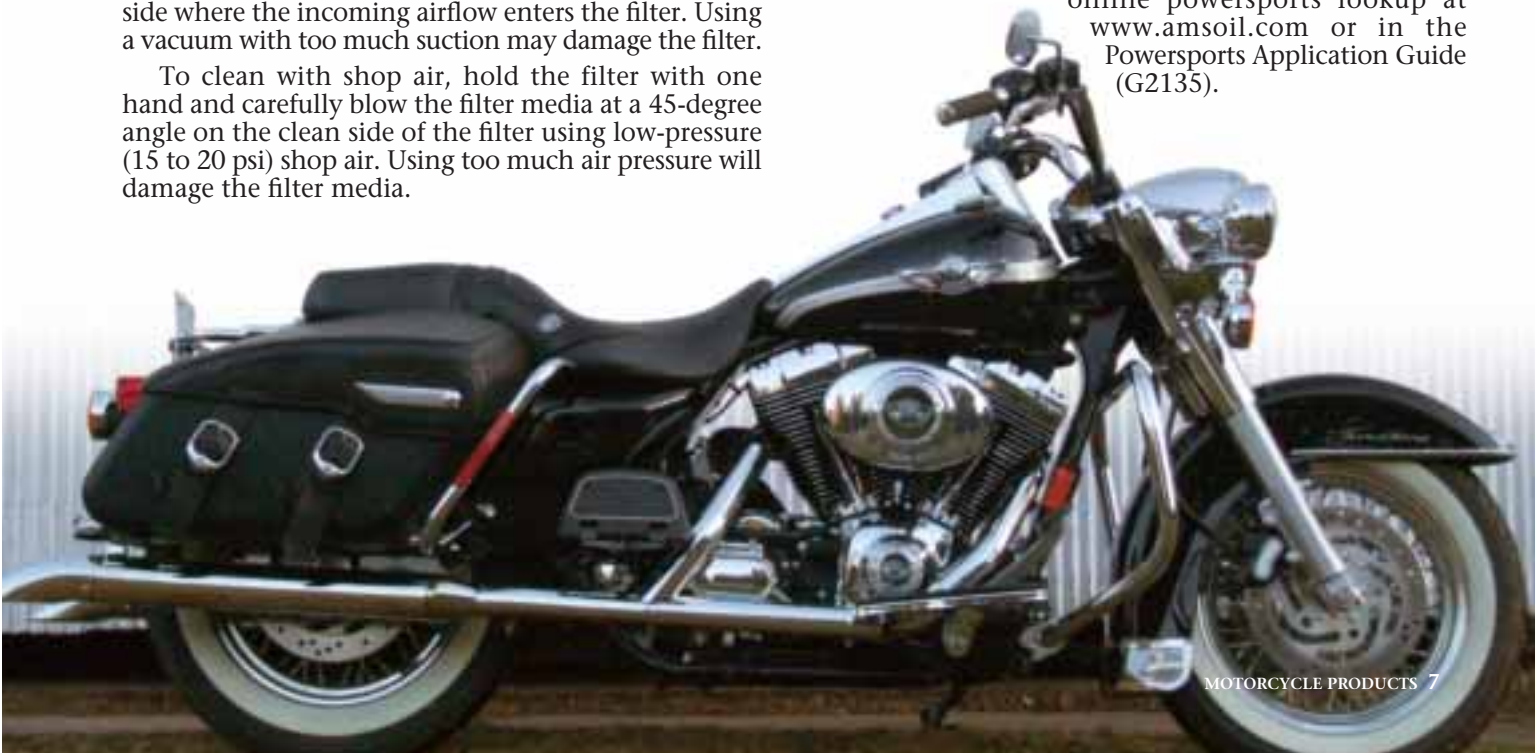 side where the incoming airflow enters the filter. Using
a vacuum with too much suction may damage the filter.
To clean with shop air, hold the filter with one
hand and carefully blow the filter media at a 45-degree
angle on the clean side of the filter using low-pressure
(15 to 20 psi) shop air. Using too much air pressure will
damage the filter media.
online powersports lookup at
www.amsoil.com or in the
Powersports Application Guide
(G2135).
MOTORCYCLE PRODUCTS 7